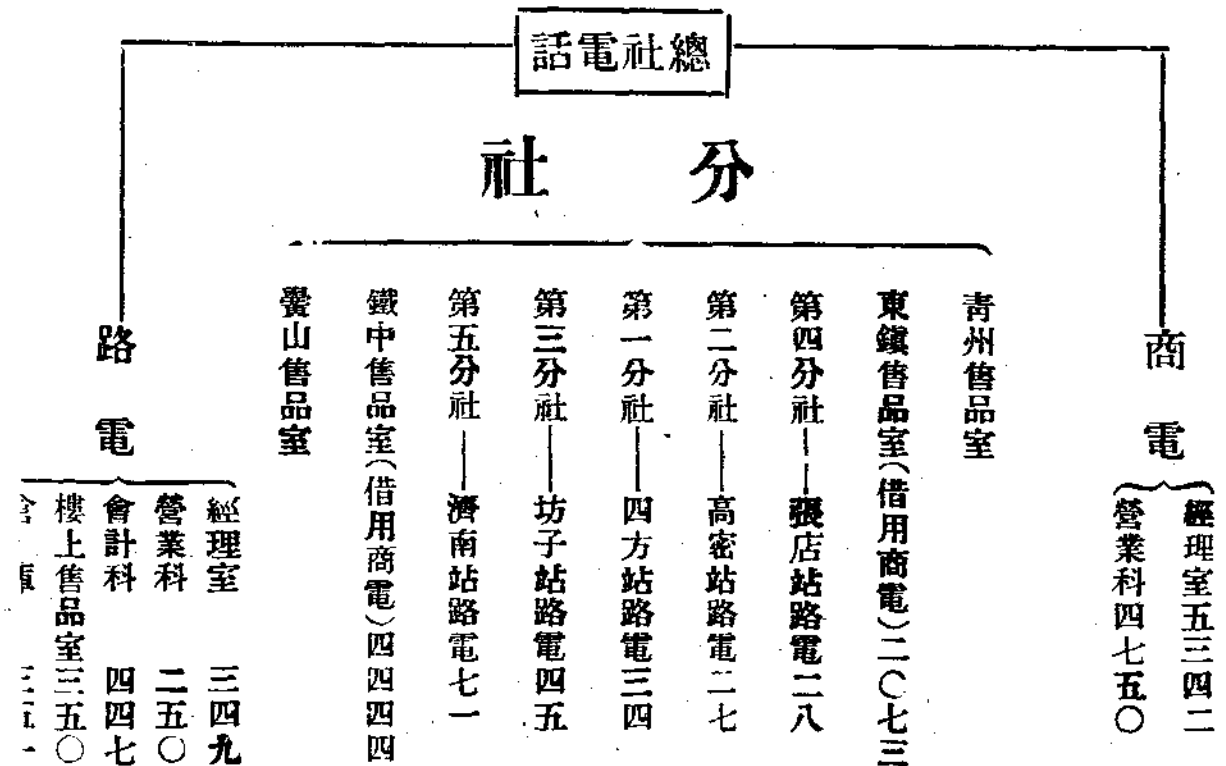 總社電話
商電
經理室五三四二
營業科四七五〇
分社
青州售品室
東鎭售品室(借用商電)二〇七三
第四分社——張店站路電二八
第二分社——高密站路電二七
第一分社——四方站路電三四
第三分社——坊子站路電四五
第五分社——濟南站路電七一
鐵中售品室(借用商電)四四四四
黌山售品室
路電
經理室 三四九
營業科 二五〇
會計科 四四七
樓上售品室三五〇